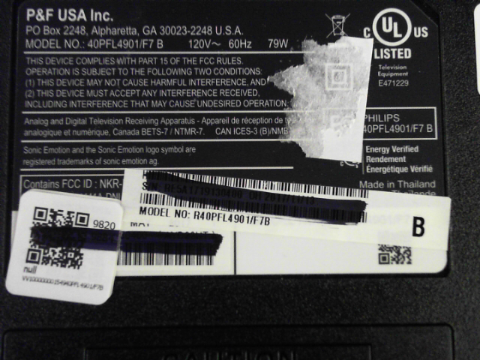 P&F USA Inc.
PO Box 2248, Alpharetta, GA 30023-2248 U.S.A.
MODEL NO.: 40PFL4901/F7 B 120V~ 60Hz 79W
THIS DEVICE COMPLIES WITH PART 15 OF THE FCC RULES.
OPERATION IS SUBJECT TO THE FOLLOWING TWO CONDITIONS:
(1) THIS DEVICE MAY NOT CAUSE HARMFUL INTERFERENCE, AND
(2) THIS DEVICE MUST ACCEPT ANY INTERFERENCE RECEIVED,
INCLUDING INTERFERENCE THAT MAY CAUSE UNDESIRED OPERATION.
Analog and Digital Television Receiving Apparatus - Appareils de réception
analogique et numérique, Canada BETS-7 / NTMR-7. CAN ICES-3 (B)/NMB
Sonic Emotion and the Sonic Emotion logo symbol are
registered trademarks of sonic emotion ag.
Contains FCC ID : NKR-
C UL US
LISTED
Television
Equipment
E471229
PHILIPS
40PFL4901/F7 B
Energy Verified
Rendement
Énergétique Vérifié
Made in Thailand
MODEL NO: R40PFL4901/F7B
B
9820
null